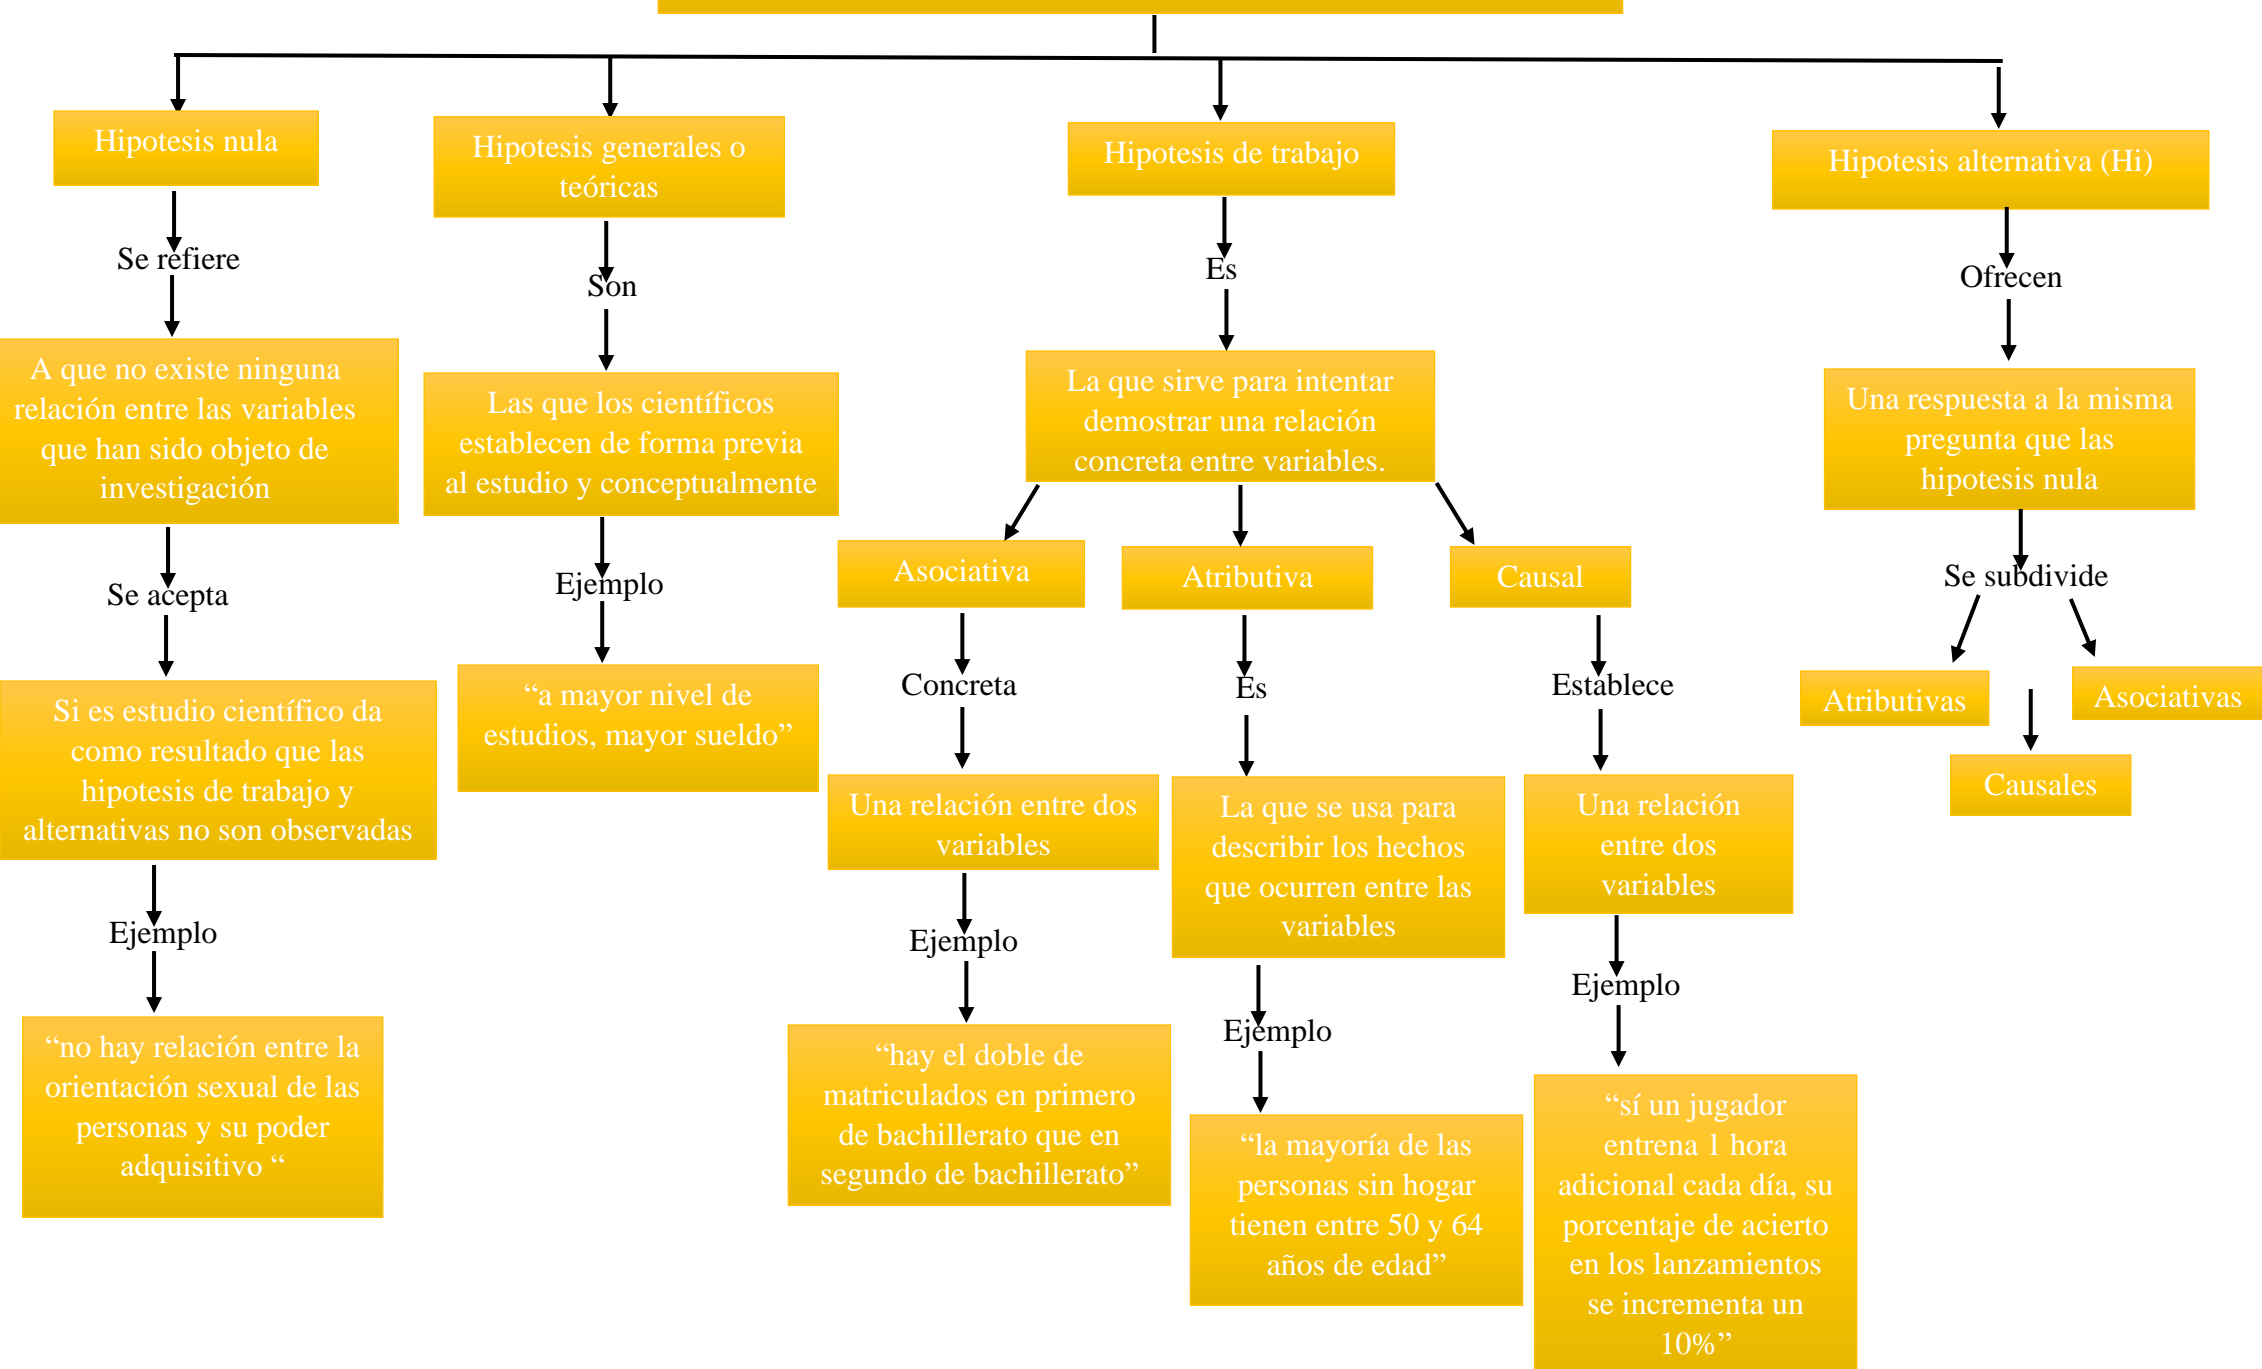 Hipotesis nula
Se refiere
A que no existe ninguna
relación entre las variables
que han sido objeto de
investigación
Se acepta
Si es estudio científico da
como resultado que las
hipotesis de trabajo y
alternativas no son observadas
Ejemplo
“no hay relación entre la
orientación sexual de las
personas y su poder
adquisitivo “
Hipotesis generales o
teóricas
Son
Las que los científicos
establecen de forma previa
al estudio y conceptualmente
Ejemplo
“a mayor nivel de
estudios, mayor sueldo”
Hipotesis de trabajo
Es
La que sirve para intentar
demostrar una relación
concreta entre variables.
Asociativa
Concreta
Una relación entre dos
variables
Ejemplo
“hay el doble de
matriculados en primero
de bachillerato que en
segundo de bachillerato”
Atributiva
Es
La que se usa para
describir los hechos
que ocurren entre las
variables
Ejemplo
“la mayoría de las
personas sin hogar
tienen entre 50 y 64
años de edad”
Causal
Establece
Una relación
entre dos
variables
Ejemplo
“sí un jugador
entrena 1 hora
adicional cada día, su
porcentaje de acierto
en los lanzamientos
se incrementa un
10%”
Hipotesis alternativa (Hi)
Ofrecen
Una respuesta a la misma
pregunta que las
hipotesis nula
Se subdivide
Atributivas
Asociativas
Causales